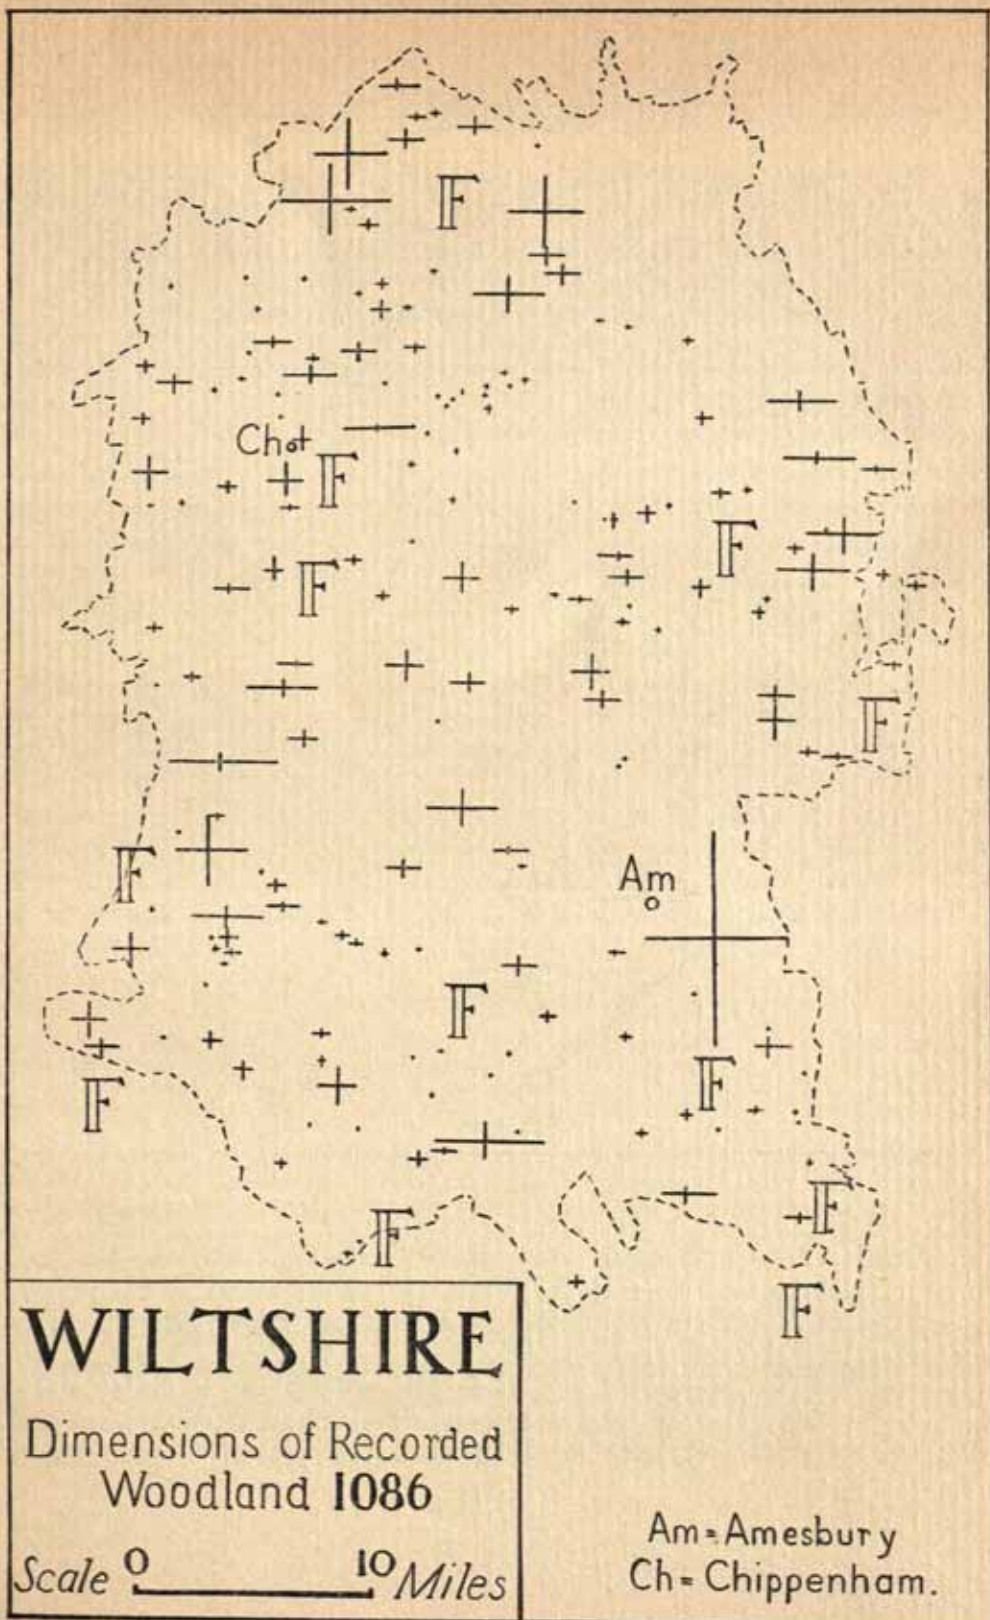 F
Ch
F
F
F
F
F
Am
F
F
F
F
F
F
WILTSHIRE
Dimensions of Recorded
Woodland 1086
Scale 0 10 Miles
Am = Amesbury
Ch = Chippenham.